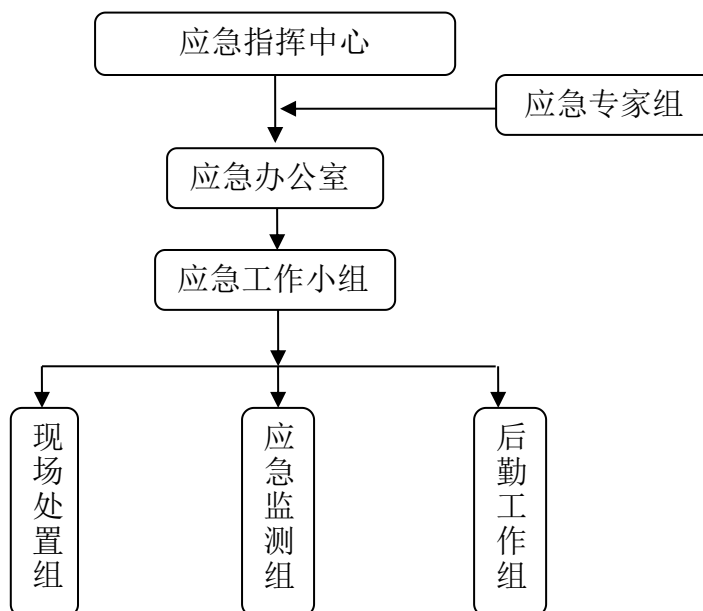 应急指挥中心
应急专家组
应急办公室
应急工作小组
现场处置组
应急监测组
后勤工作组